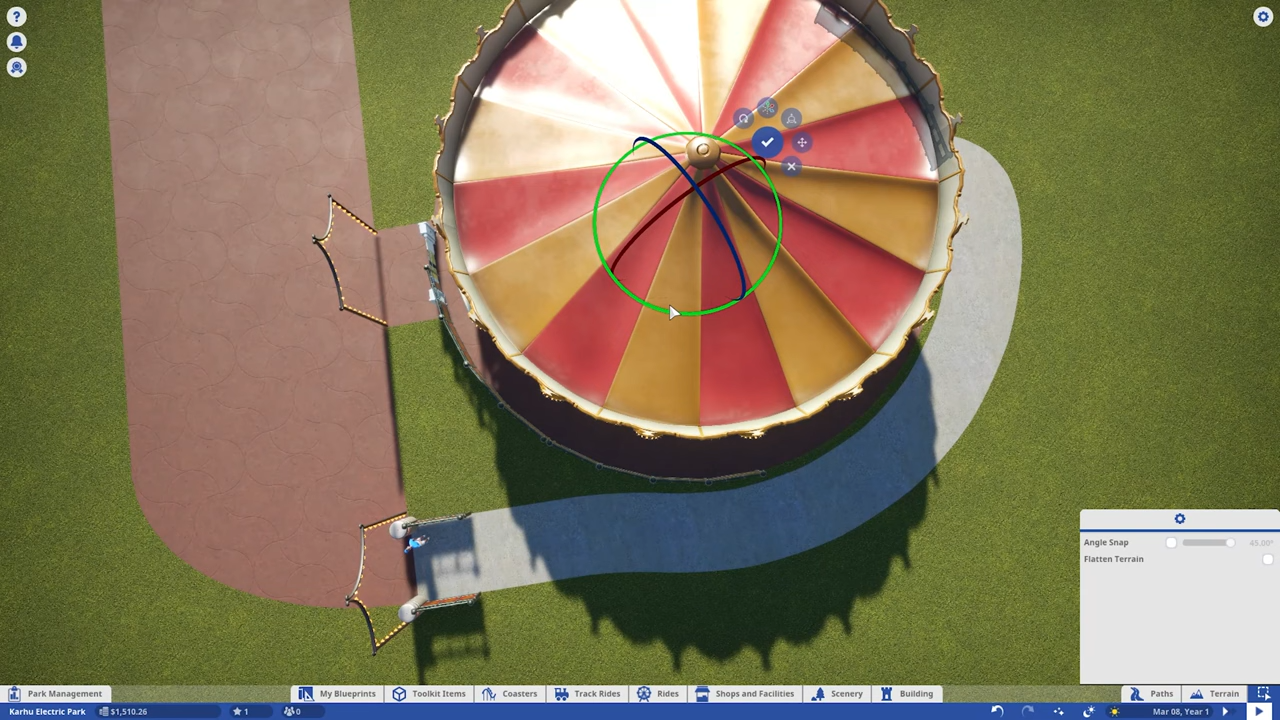 ?
Angle Snap 45.00°
Flatten Terrain
Park Management My Blueprints Toolkit Items Coasters Track Rides Rides Shops and Facilities Scenery Building Paths Terrain
Karhu Electric Park $1,510.26 1 0 Mar 08, Year 1